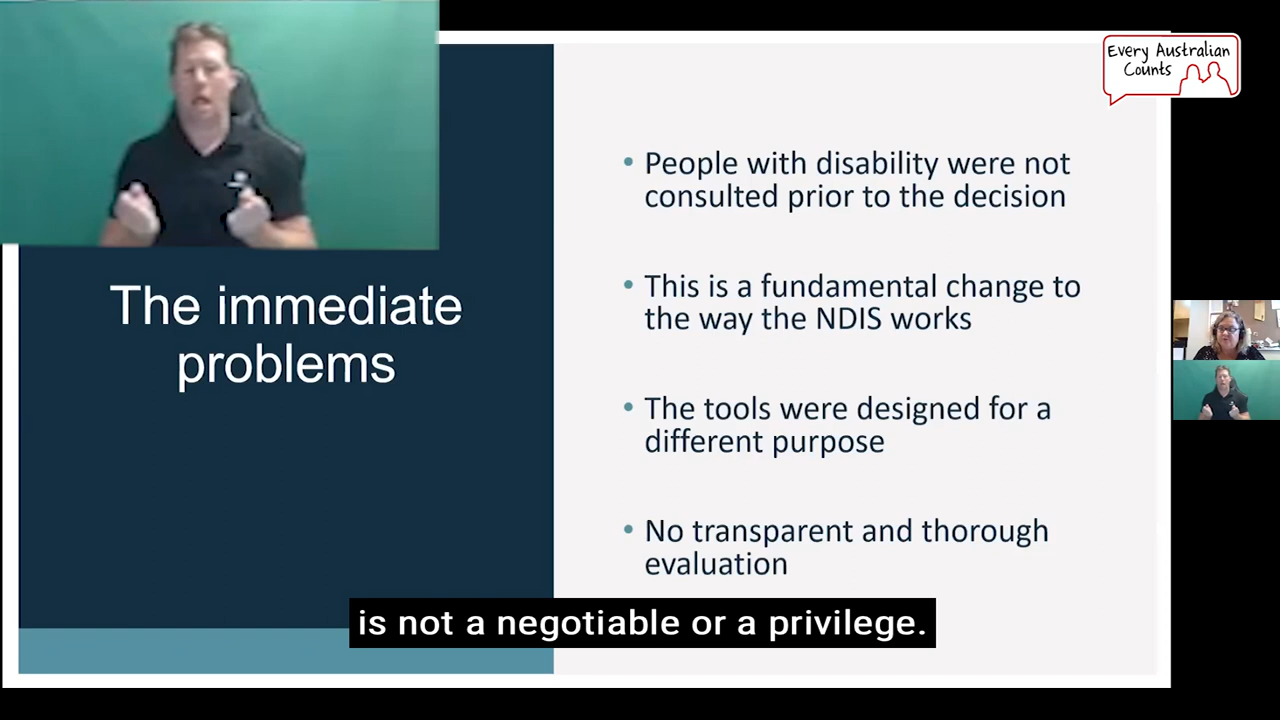 Every Australian
Counts
The immediate
problems
• People with disability were not
consulted prior to the decision
• This is a fundamental change to
the way the NDIS works
• The tools were designed for a
different purpose
• No transparent and thorough
evaluation
is not a negotiable or a privilege.